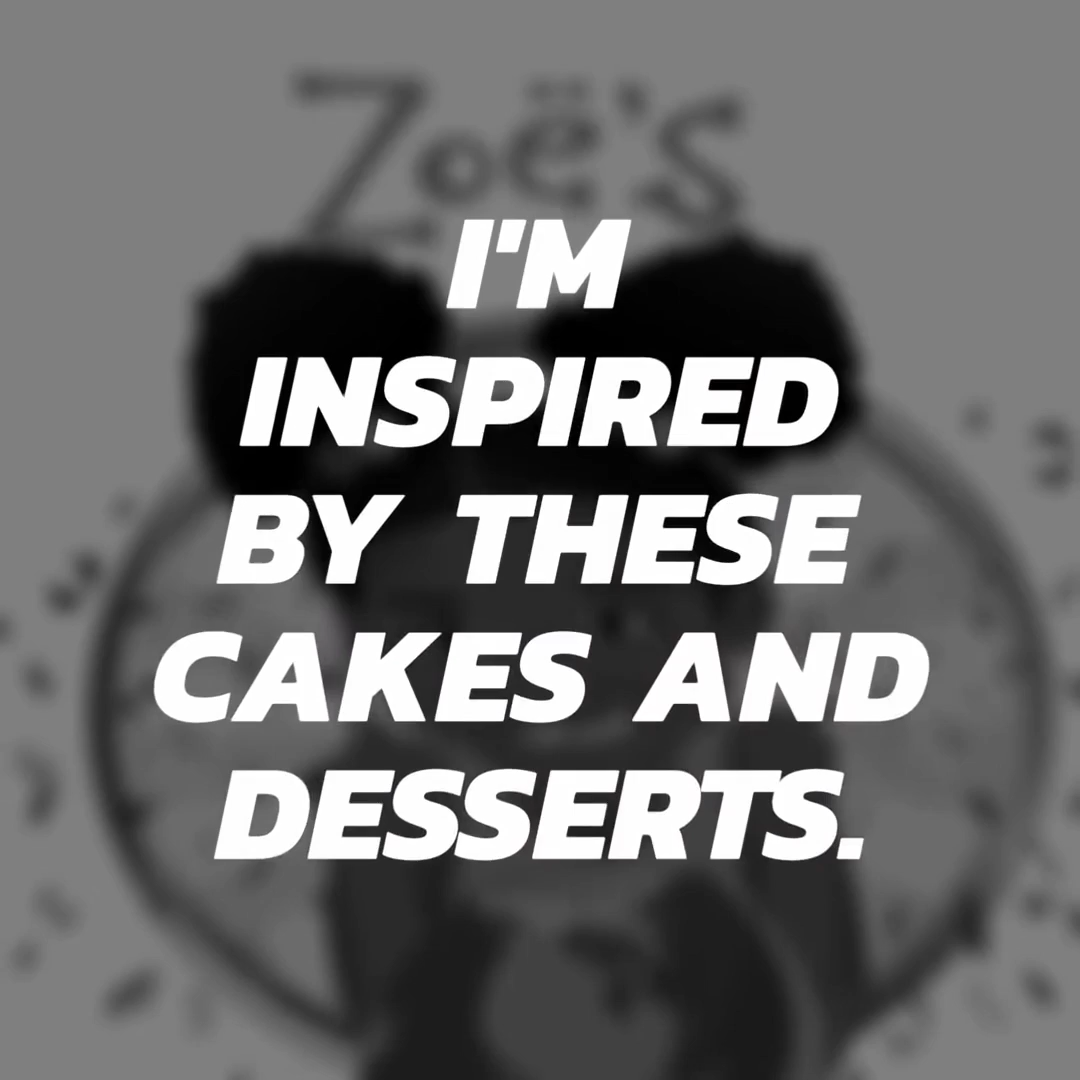 Zoë's
I'M
INSPIRED
BY THESE
CAKES AND
DESSERTS.